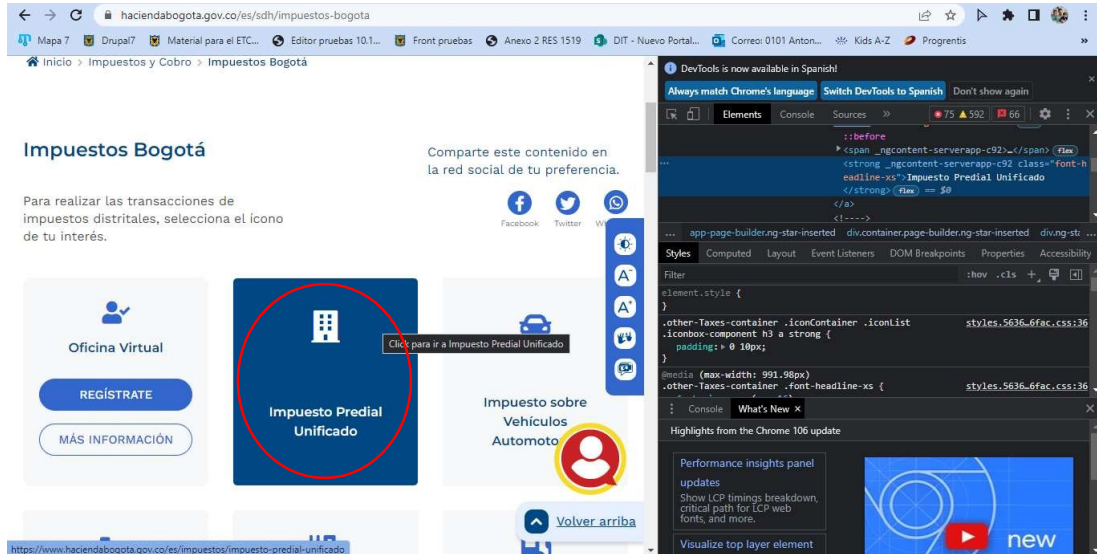 haciendabogota.gov.co/es/sdh/impuestos-bogota
Mapa 7 Drupal7 Material para el ETC... Editor pruebas 10.1... Front pruebas Anexo 2 RES 1519 DIT - Nuevo Portal... Correo: 0101 Anton... Kids A-Z Progrentis »
Inicio > Impuestos y Cobro > Impuestos Bogotá
Impuestos Bogotá
Comparte este contenido en
la red social de tu preferencia.
Para realizar las transacciones de
impuestos distritales, selecciona el ícono
de tu interés.
Facebook Twitter
A-
A+
Oficina Virtual
REGÍSTRATE
MÁS INFORMACIÓN
Impuesto Predial
Unificado
Click para ir a Impuesto Predial Unificado
Impuesto sobre
Vehículos
Volver arriba
https://www.haciendabogota.gov.co/es/impuestos/impuesto-predial-unificado
DevTools is now available in Spanish!
Always match Chrome's language Switch DevTools to Spanish Don't show again
Elements Console Sources » 75 592 66
::before
<span _ngcontent-serverapp-c92>…</span> flex
<strong _ngcontent-serverapp-c92 class="font-h
eadline-xs">Impuesto Predial Unificado
</strong> flex == $0
</a>
<!---->
... app-page-builder.ng-star-inserted div.container.page-builder.ng-star-inserted ...
Styles Computed Layout Event Listeners DOM Breakpoints Properties Accessibility
Filter :hov .cls +
element.style {
}
.other-Taxes-container .iconContainer .iconList styles.5636…6fac.css:36
.iconbox-component h3 a strong {
padding: 0 10px;
}
@media (max-width: 991.98px)
.other-Taxes-container .font-headline-xs { styles.5636…6fac.css:36
Console What's New ×
Highlights from the Chrome 106 update
Performance insights panel
updates
Show LCP timings breakdown,
critical path for LCP web
fonts, and more.
Visualize top layer element
new